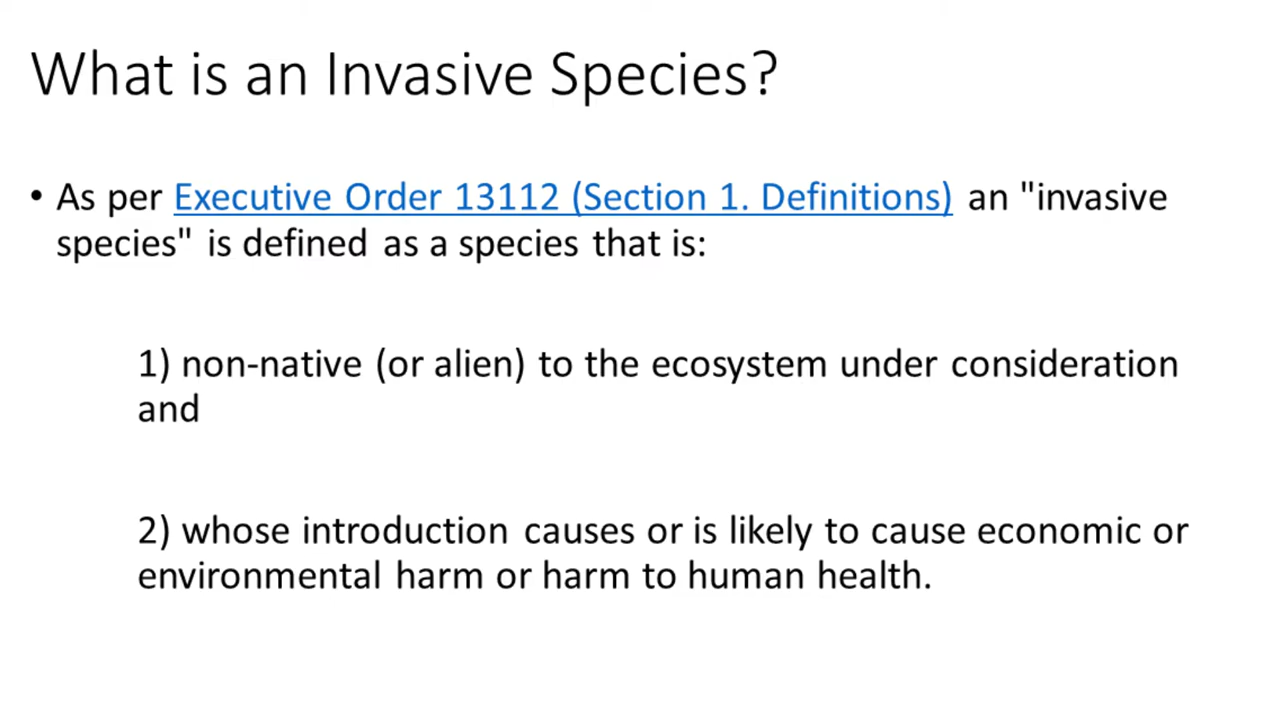 What is an Invasive Species?
• As per Executive Order 13112 (Section 1. Definitions) an "invasive
species" is defined as a species that is:
1) non-native (or alien) to the ecosystem under consideration
and
2) whose introduction causes or is likely to cause economic or
environmental harm or harm to human health.